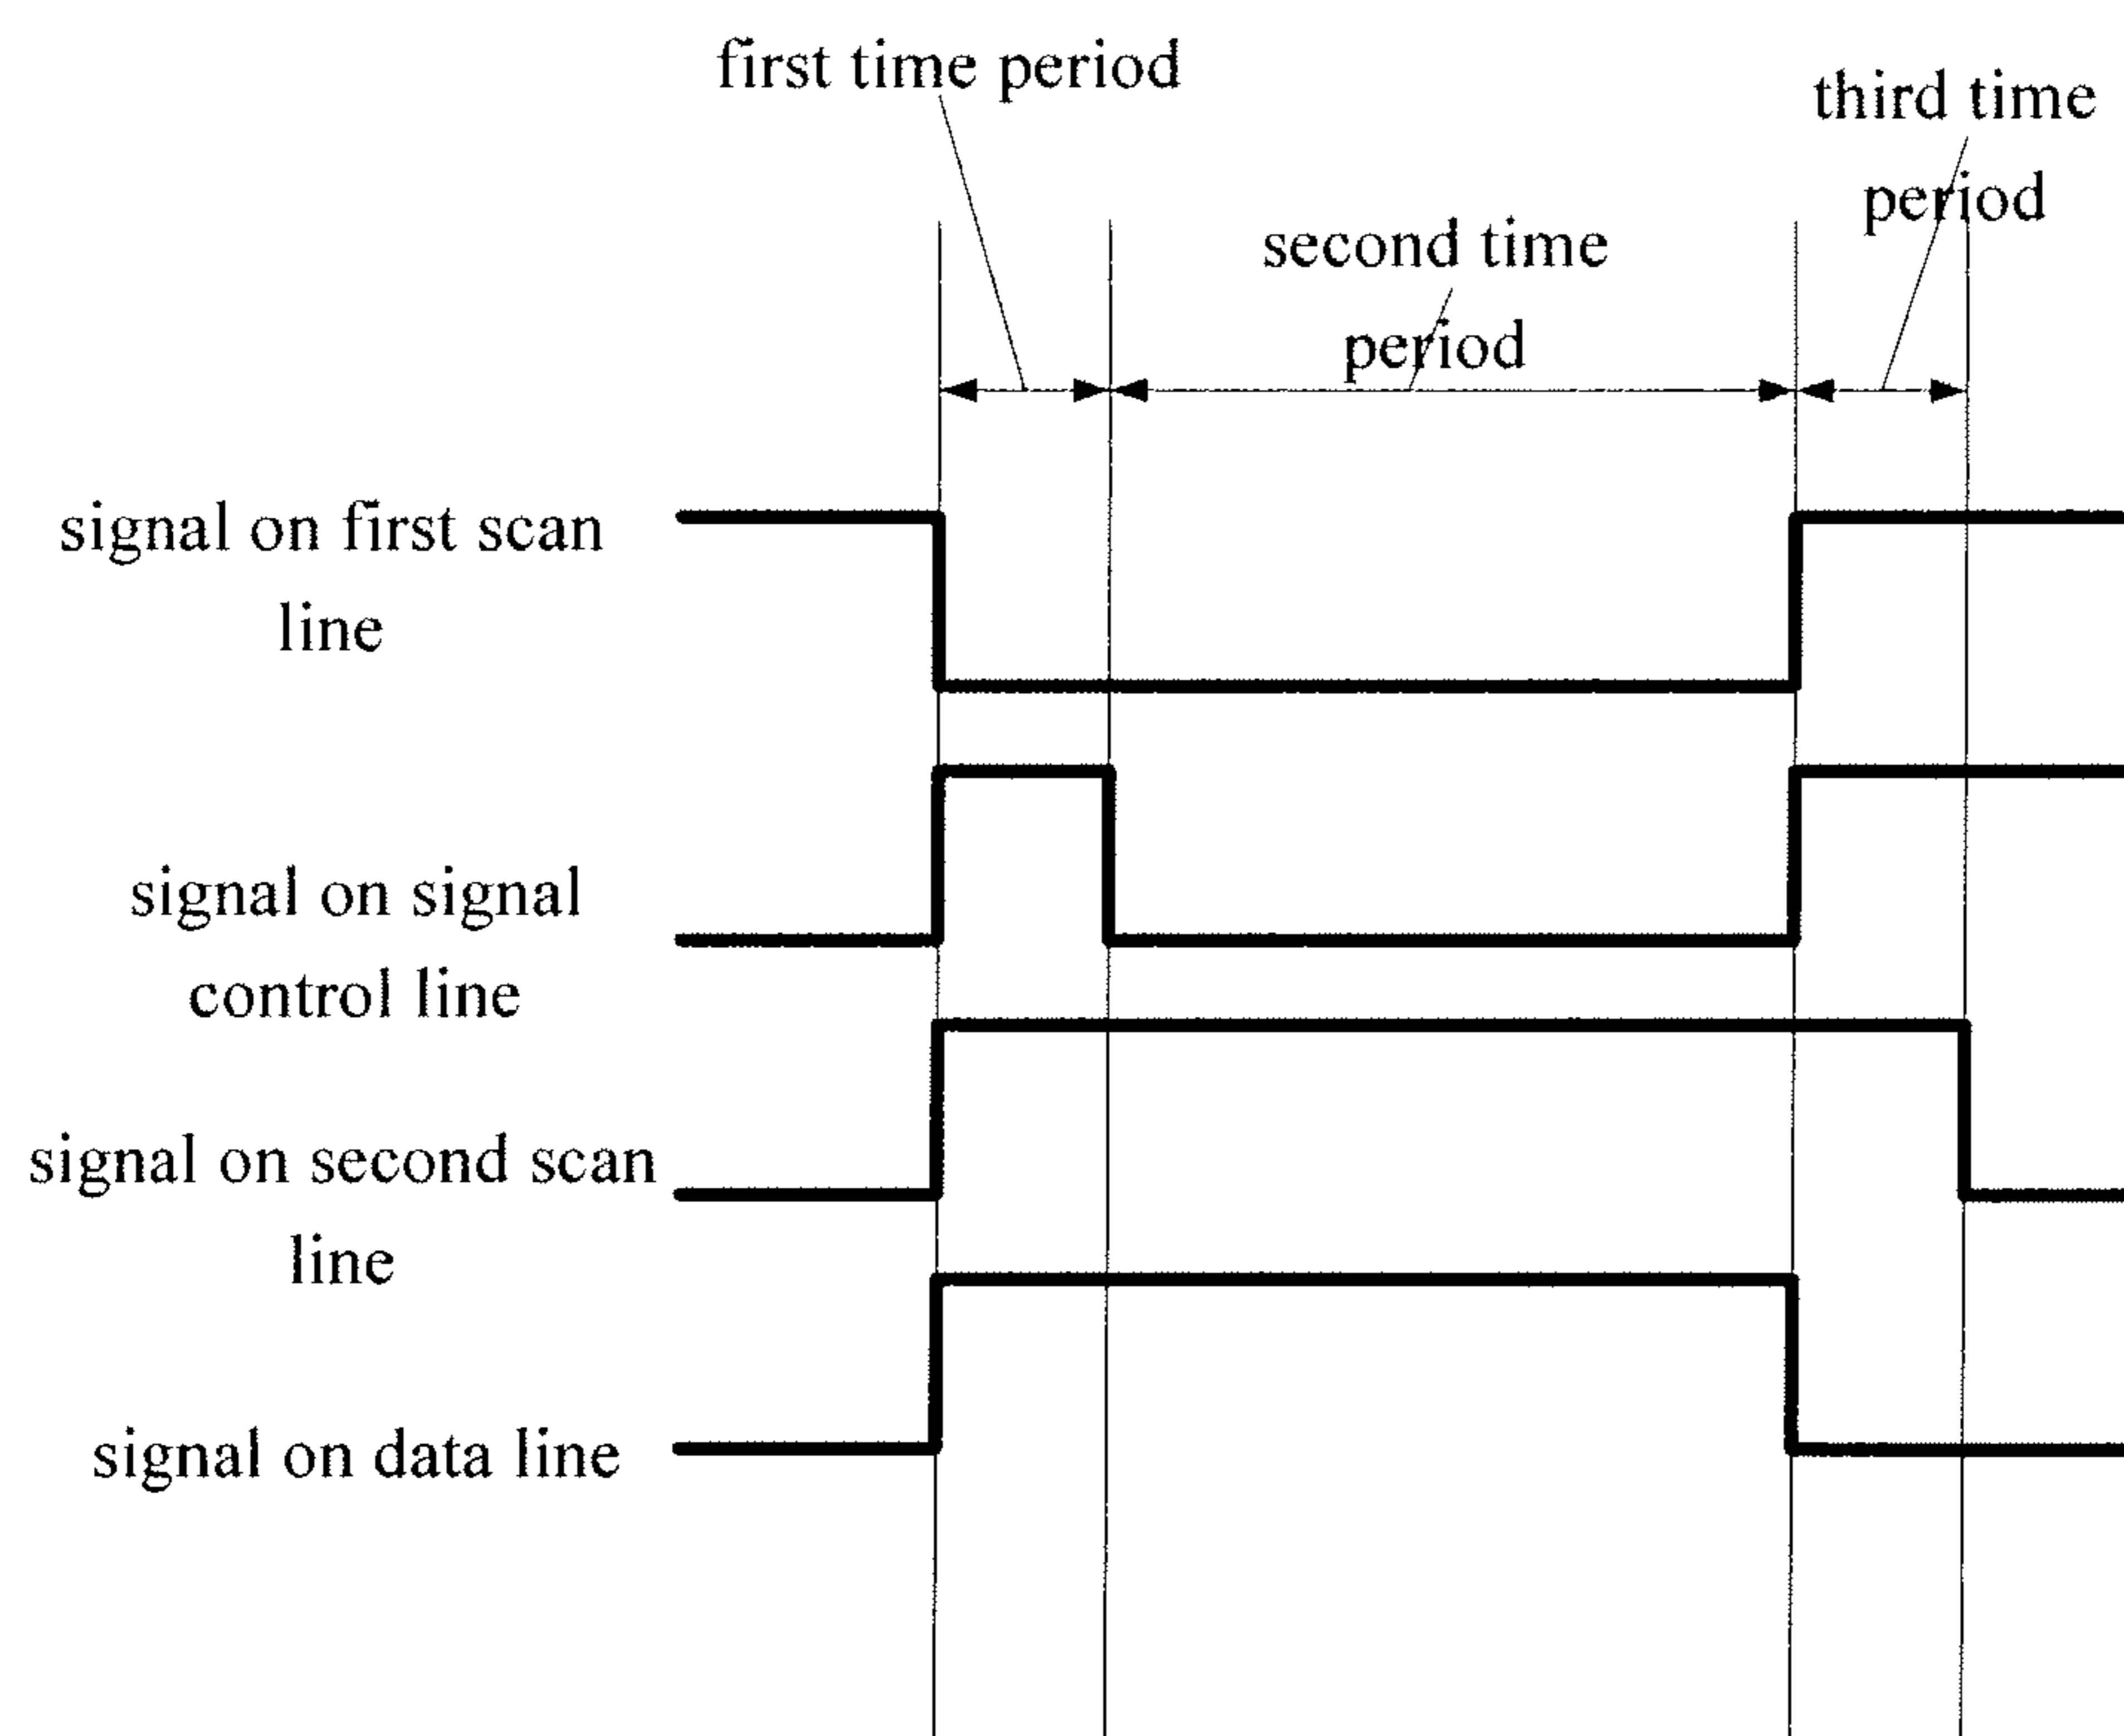 first time period
third time
period
second time
period
signal on first scan
line
signal on signal
control line
signal on second scan
line
signal on data line